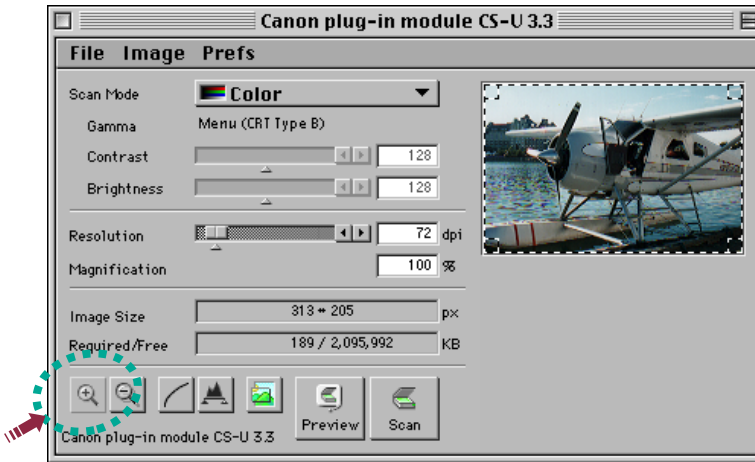 Canon plug-in module CS-U 3.3
File Image Prefs
Scan Mode Color
Gamma Menu (CRT Type B)
Contrast 128
Brightness 128
Resolution 72 dpi
Magnification 100 %
Image Size 313 ↔ 205 px
Required/Free 189 / 2,095,992 KB
Preview Scan
Canon plug-in module CS-U 3.3